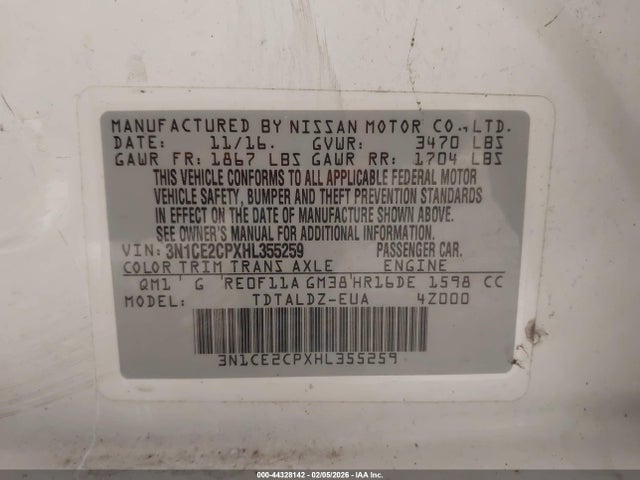 MANUFACTURED BY NISSAN MOTOR CO.,LTD.
DATE: 11/16. GVWR: 3470 LBS
GAWR FR: 1867 LBS GAWR RR: 1704 LBS
THIS VEHICLE CONFORMS TO ALL APPLICABLE FEDERAL MOTOR
VEHICLE SAFETY, BUMPER AND THEFT PREVENTION STANDARDS
IN EFFECT ON THE DATE OF MANUFACTURE SHOWN ABOVE.
SEE OWNER'S MANUAL FOR ADDITIONAL INFORMATION.
VIN: 3N1CE2CPXHL355259 PASSENGER CAR.
COLOR TRIM TRANS AXLE ENGINE
QM1 G RE0F11A GM38 HR16DE 1598 CC
MODEL: TDTALDZ-EUA 4Z000
3N1CE2CPXHL355259
000-44328142 - 02/05/2026 - IAA Inc.